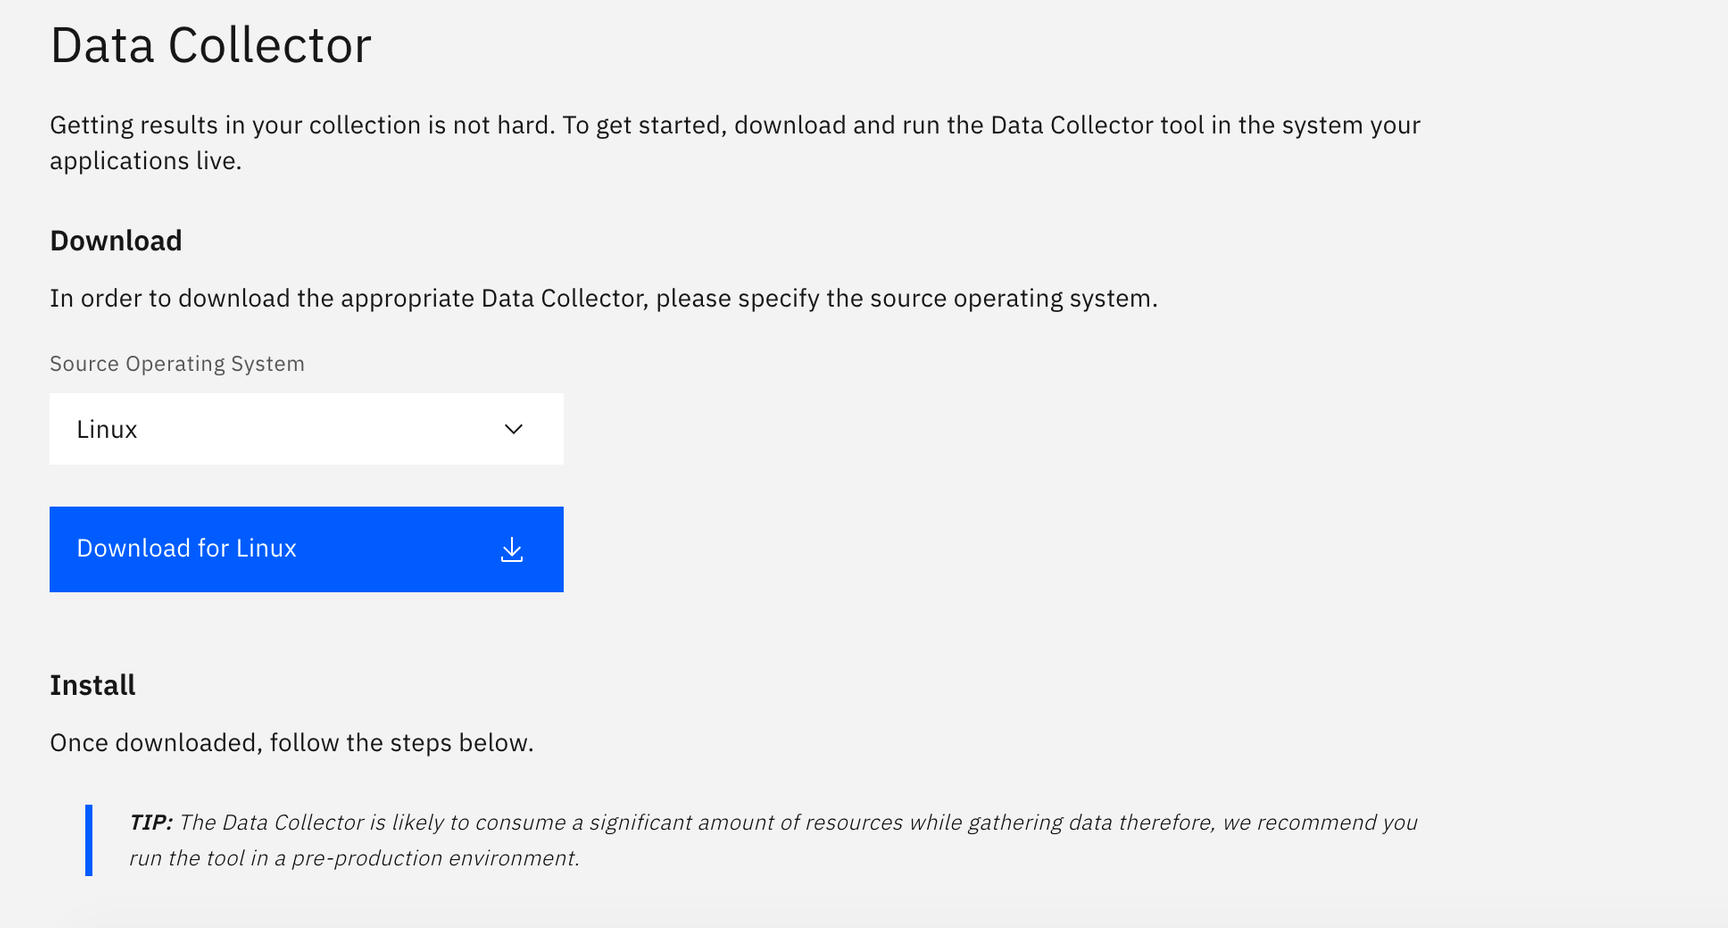 Data Collector
Getting results in your collection is not hard. To get started, download and run the Data Collector tool in the system your
applications live.
Download
In order to download the appropriate Data Collector, please specify the source operating system.
Source Operating System
Linux
Download for Linux
Install
Once downloaded, follow the steps below.
TIP: The Data Collector is likely to consume a significant amount of resources while gathering data therefore, we recommend you
run the tool in a pre-production environment.